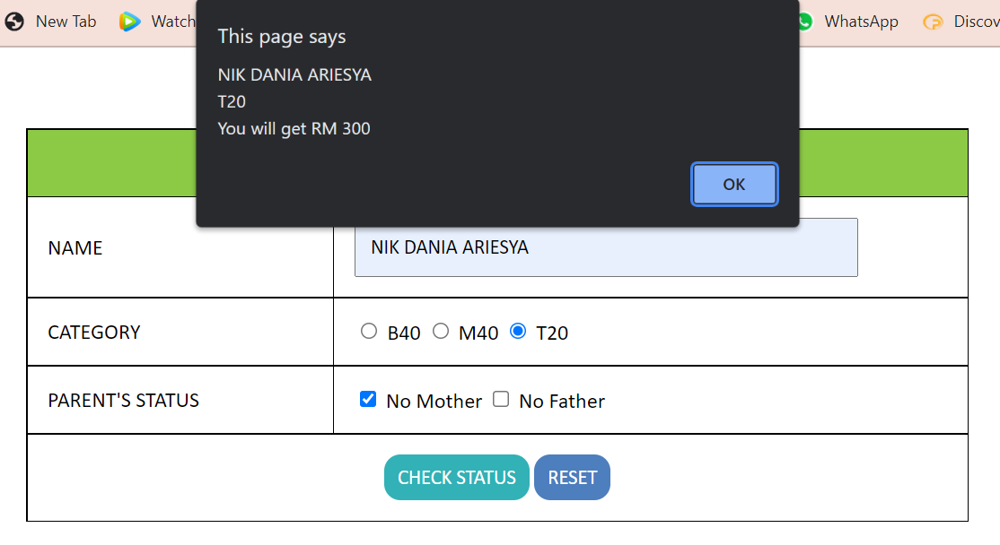 New Tab
Watch
WhatsApp
Discov
This page says
NIK DANIA ARIESYA
T20
You will get RM 300
OK
NAME
NIK DANIA ARIESYA
CATEGORY
B40 M40 T20
PARENT'S STATUS
No Mother No Father
CHECK STATUS RESET